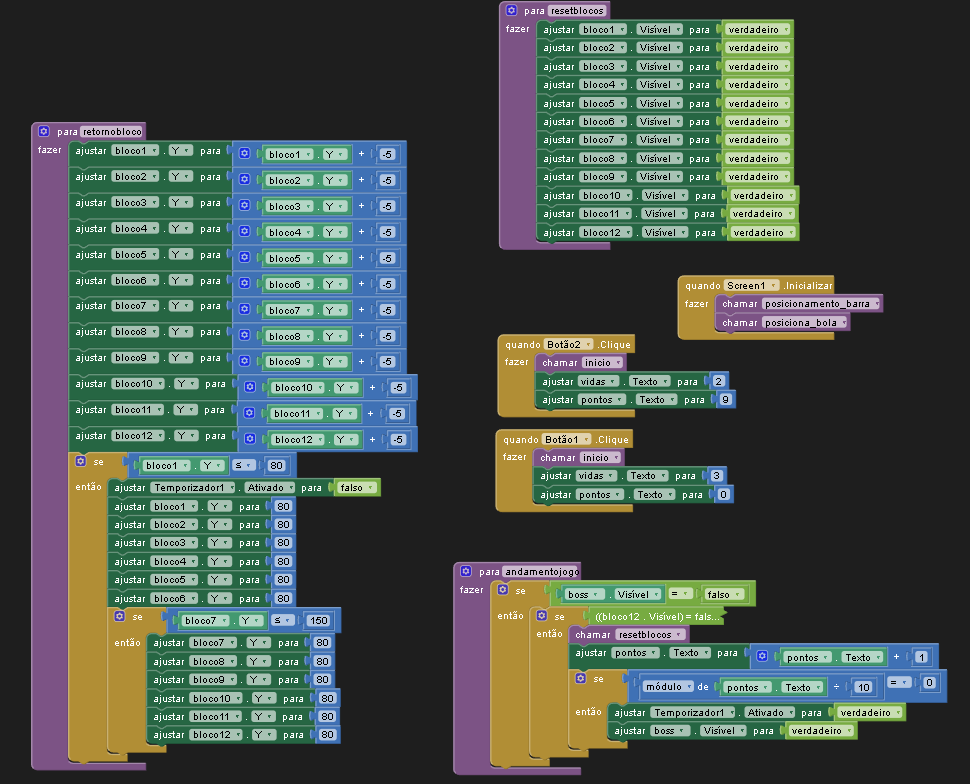 para retornobloco
fazer ajustar bloco1 . Y para bloco1 . Y + -5
ajustar bloco2 . Y para bloco2 . Y + -5
ajustar bloco3 . Y para bloco3 . Y + -5
ajustar bloco4 . Y para bloco4 . Y + -5
ajustar bloco5 . Y para bloco5 . Y + -5
ajustar bloco6 . Y para bloco6 . Y + -5
ajustar bloco7 . Y para bloco7 . Y + -5
ajustar bloco8 . Y para bloco8 . Y + -5
ajustar bloco9 . Y para bloco9 . Y + -5
ajustar bloco10 . Y para bloco10 . Y + -5
ajustar bloco11 . Y para bloco11 . Y + -5
ajustar bloco12 . Y para bloco12 . Y + -5
se bloco1 . Y ≤ 80
então ajustar Temporizador1 . Ativado para falso
ajustar bloco1 . Y para 80
ajustar bloco2 . Y para 80
ajustar bloco3 . Y para 80
ajustar bloco4 . Y para 80
ajustar bloco5 . Y para 80
ajustar bloco6 . Y para 80
se bloco7 . Y ≤ 150
então ajustar bloco7 . Y para 80
ajustar bloco8 . Y para 80
ajustar bloco9 . Y para 80
ajustar bloco10 . Y para 80
ajustar bloco11 . Y para 80
ajustar bloco12 . Y para 80
para resetblocos
fazer ajustar bloco1 . Visível para verdadeiro
ajustar bloco2 . Visível para verdadeiro
ajustar bloco3 . Visível para verdadeiro
ajustar bloco4 . Visível para verdadeiro
ajustar bloco5 . Visível para verdadeiro
ajustar bloco6 . Visível para verdadeiro
ajustar bloco7 . Visível para verdadeiro
ajustar bloco8 . Visível para verdadeiro
ajustar bloco9 . Visível para verdadeiro
ajustar bloco10 . Visível para verdadeiro
ajustar bloco11 . Visível para verdadeiro
ajustar bloco12 . Visível para verdadeiro
quando Screen1 .Inicializar
fazer chamar posicionamento_barra
chamar posiciona_bola
quando Botão2 .Clique
fazer chamar inicio
ajustar vidas . Texto para 2
ajustar pontos . Texto para 9
quando Botão1 .Clique
fazer chamar inicio
ajustar vidas . Texto para 3
ajustar pontos . Texto para 0
para andamentojogo
fazer se boss . Visível = falso
então se ((bloco12 . Visível) = fals...
então chamar resetblocos
ajustar pontos . Texto para pontos . Texto + 1
se módulo de pontos . Texto ÷ 10 = 0
então ajustar Temporizador1 . Ativado para verdadeiro
ajustar boss . Visível para verdadeiro